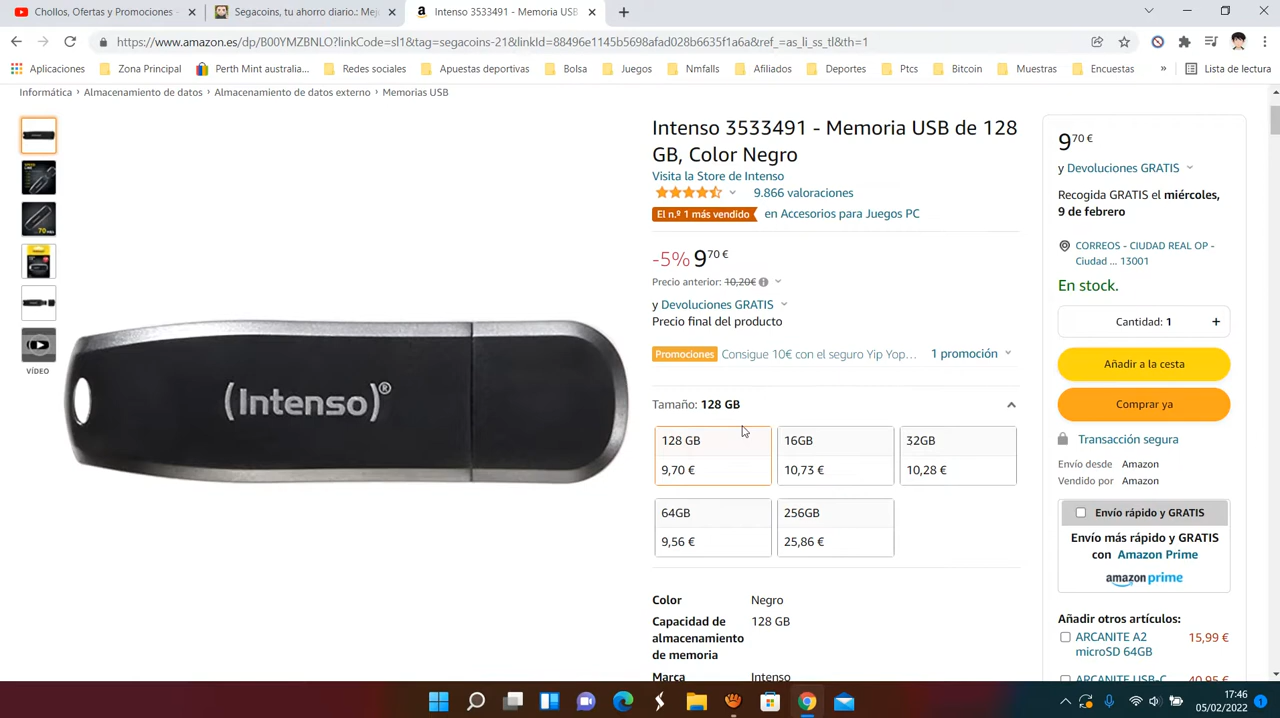 Chollos, Ofertas y Promociones
Segacoins, tu ahorro diario.: Mej
Intenso 3533491 - Memoria USB
https://www.amazon.es/dp/B00YMZBNLO?linkCode=sl1&tag=segacoins-21&linkId=88496e1145b5698afad028b6635f1a6a&ref_=as_li_ss_tl&th=1
Aplicaciones
Zona Principal
Perth Mint australia...
Redes sociales
Apuestas deportivas
Bolsa
Juegos
Nmfalls
Afiliados
Deportes
Ptcs
Bitcoin
Muestras
Encuestas
»
Lista de lectura
Informática › Almacenamiento de datos › Almacenamiento de datos externo › Memorias USB
VÍDEO
(Intenso)®
Intenso 3533491 - Memoria USB de 128
GB, Color Negro
Visita la Store de Intenso
9.866 valoraciones
El n.º 1 más vendido en Accesorios para Juegos PC
-5% 9,70 €
Precio anterior: 10,20€
y Devoluciones GRATIS
Precio final del producto
Promociones Consigue 10€ con el seguro Yip Yop... 1 promoción
Tamaño: 128 GB
128 GB
9,70 €
16GB
10,73 €
32GB
10,28 €
64GB
9,56 €
256GB
25,86 €
Color Negro
Capacidad de almacenamiento de memoria 128 GB
Marca Intenso
9,70 €
y Devoluciones GRATIS
Recogida GRATIS el miércoles,
9 de febrero
CORREOS - CIUDAD REAL OP -
Ciudad ... 13001
En stock.
Cantidad: 1 +
Añadir a la cesta
Comprar ya
Transacción segura
Envío desde Amazon
Vendido por Amazon
Envío rápido y GRATIS
Envío más rápido y GRATIS
con Amazon Prime
amazon prime
Añadir otros artículos:
ARCANITE A2 15,99 €
microSD 64GB
ARCANITE USB-C 40,95 €
17:46
05/02/2022